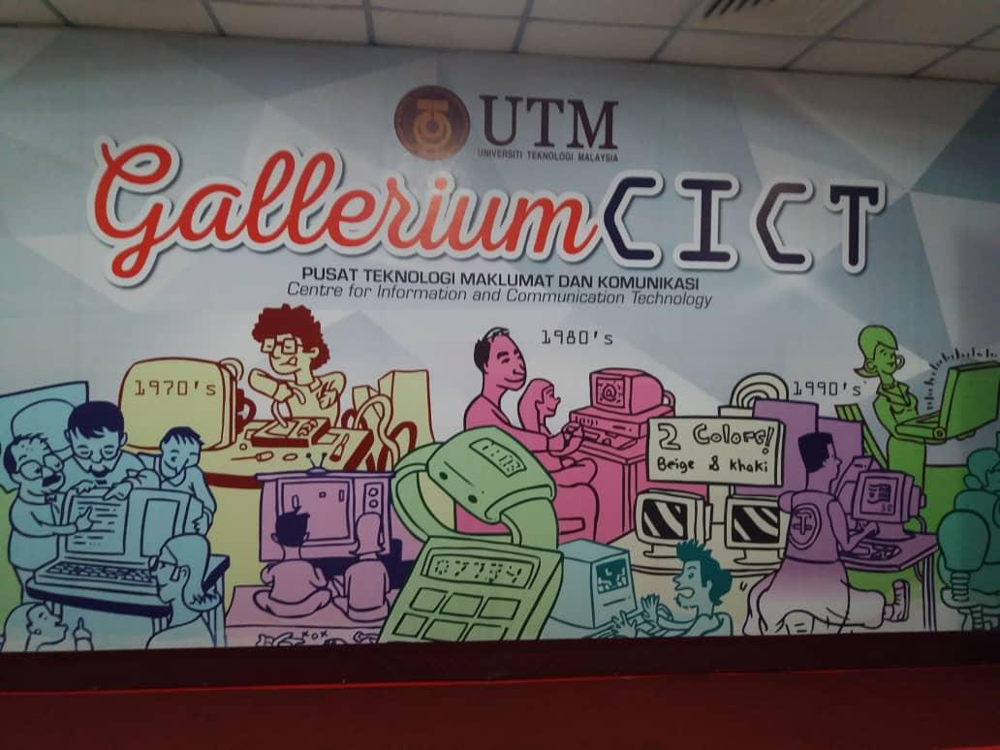 UTM
UNIVERSITI TEKNOLOGI MALAYSIA
Gallerium CICT
PUSAT TEKNOLOGI MAKLUMAT DAN KOMUNIKASI
Centre for Information and Communication Technology
1980's
1970's
1990's
@
2 Colors!
Beige & khaki
07734